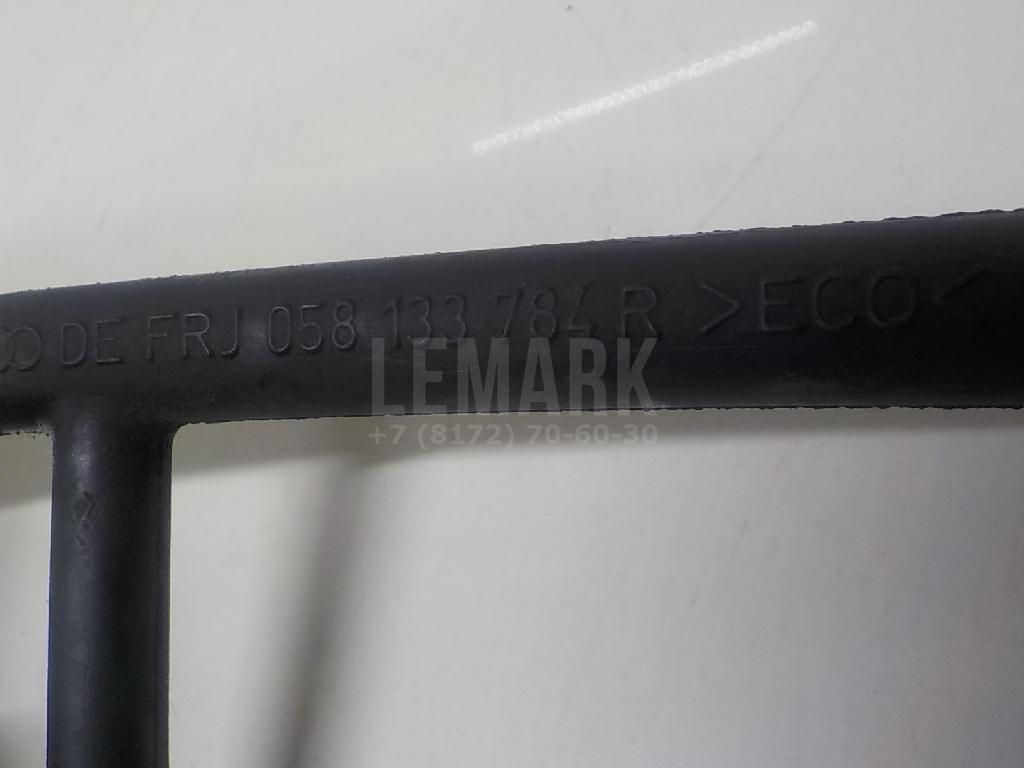 DE FRJ 058 133 784 R >ECO<
LEMARK
+7 (8172) 70-60-30